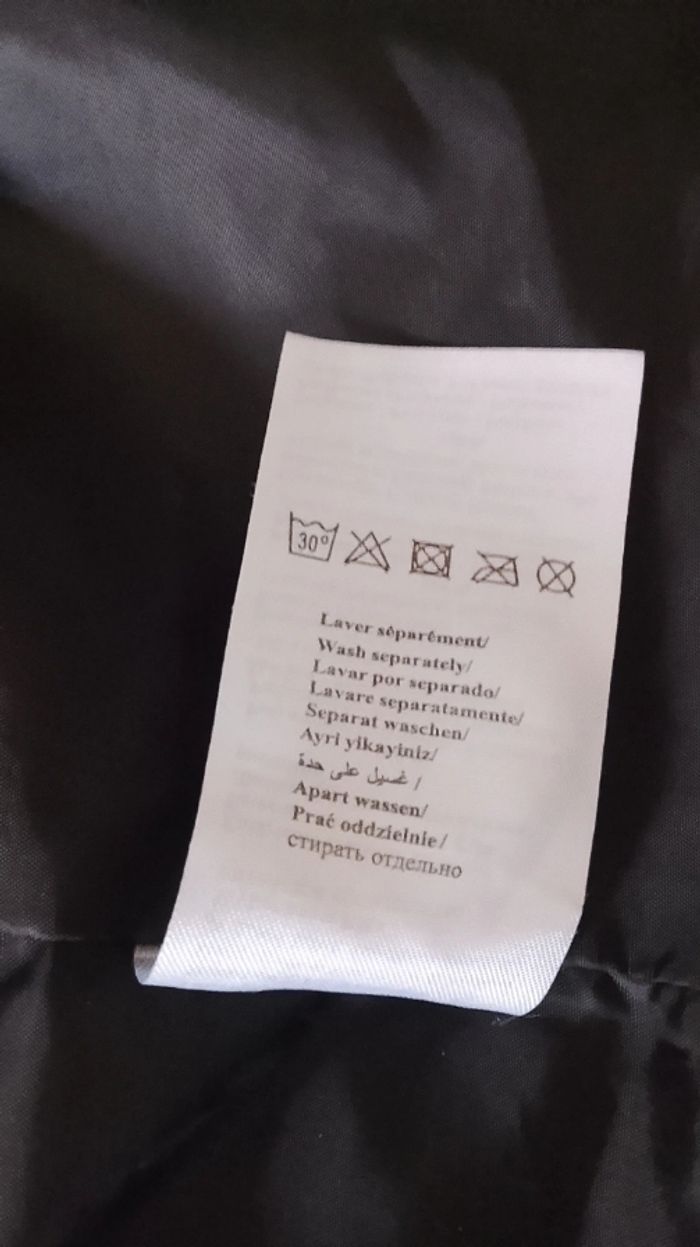 30°
Laver séparément/
Wash separately/
Lavar por separado/
Lavare separatamente/
Separat waschen/
Ayri yikayiniz/
غسيل على حدة /
Apart wassen/
Prać oddzielnie/
стирать отдельно